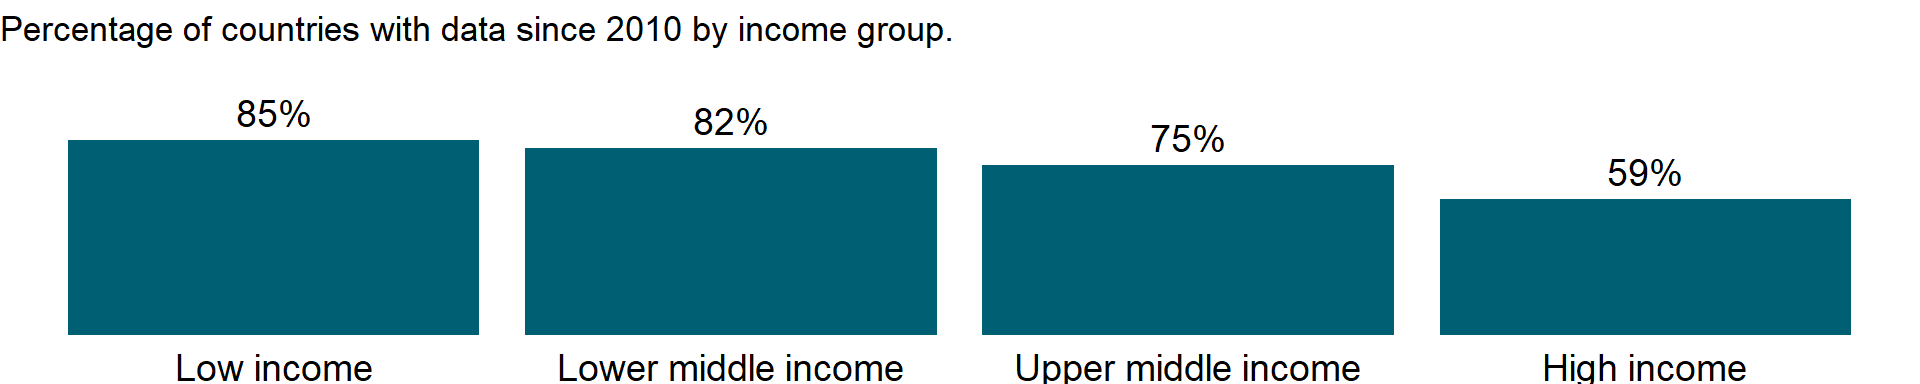 Percentage of countries with data since 2010 by income group.
85%
82%
75%
59%
Low income
Lower middle income
Upper middle income
High income